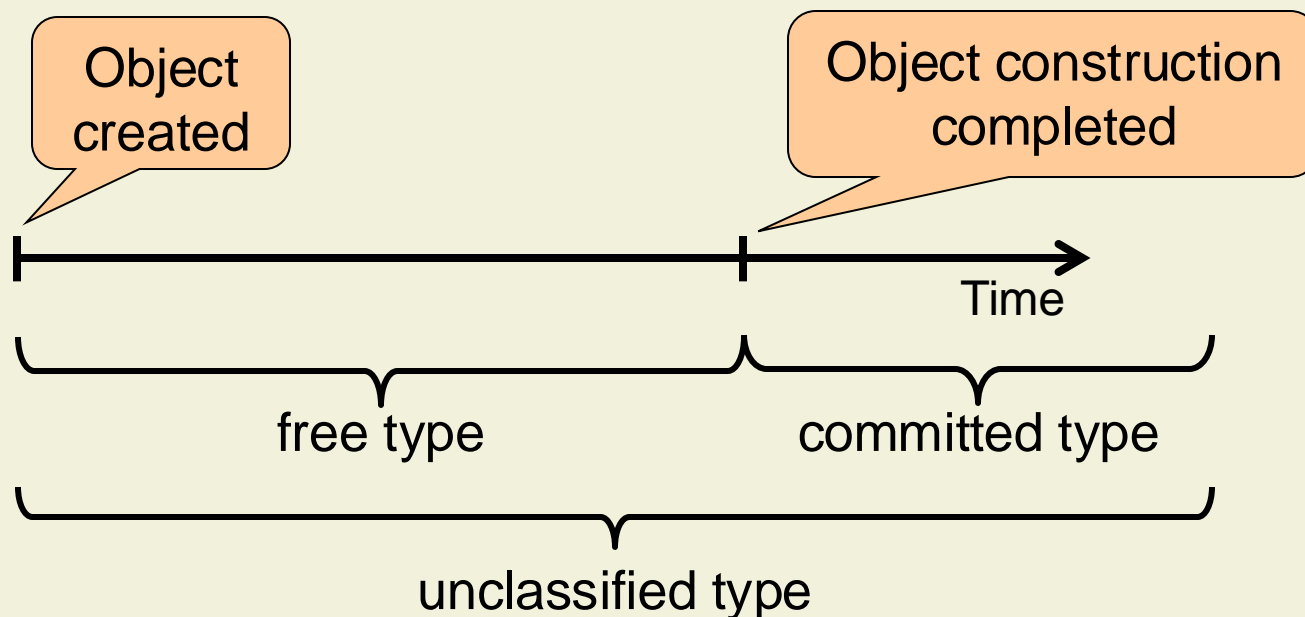 Object
created
Object construction
completed
Time
free type
committed type
unclassified type